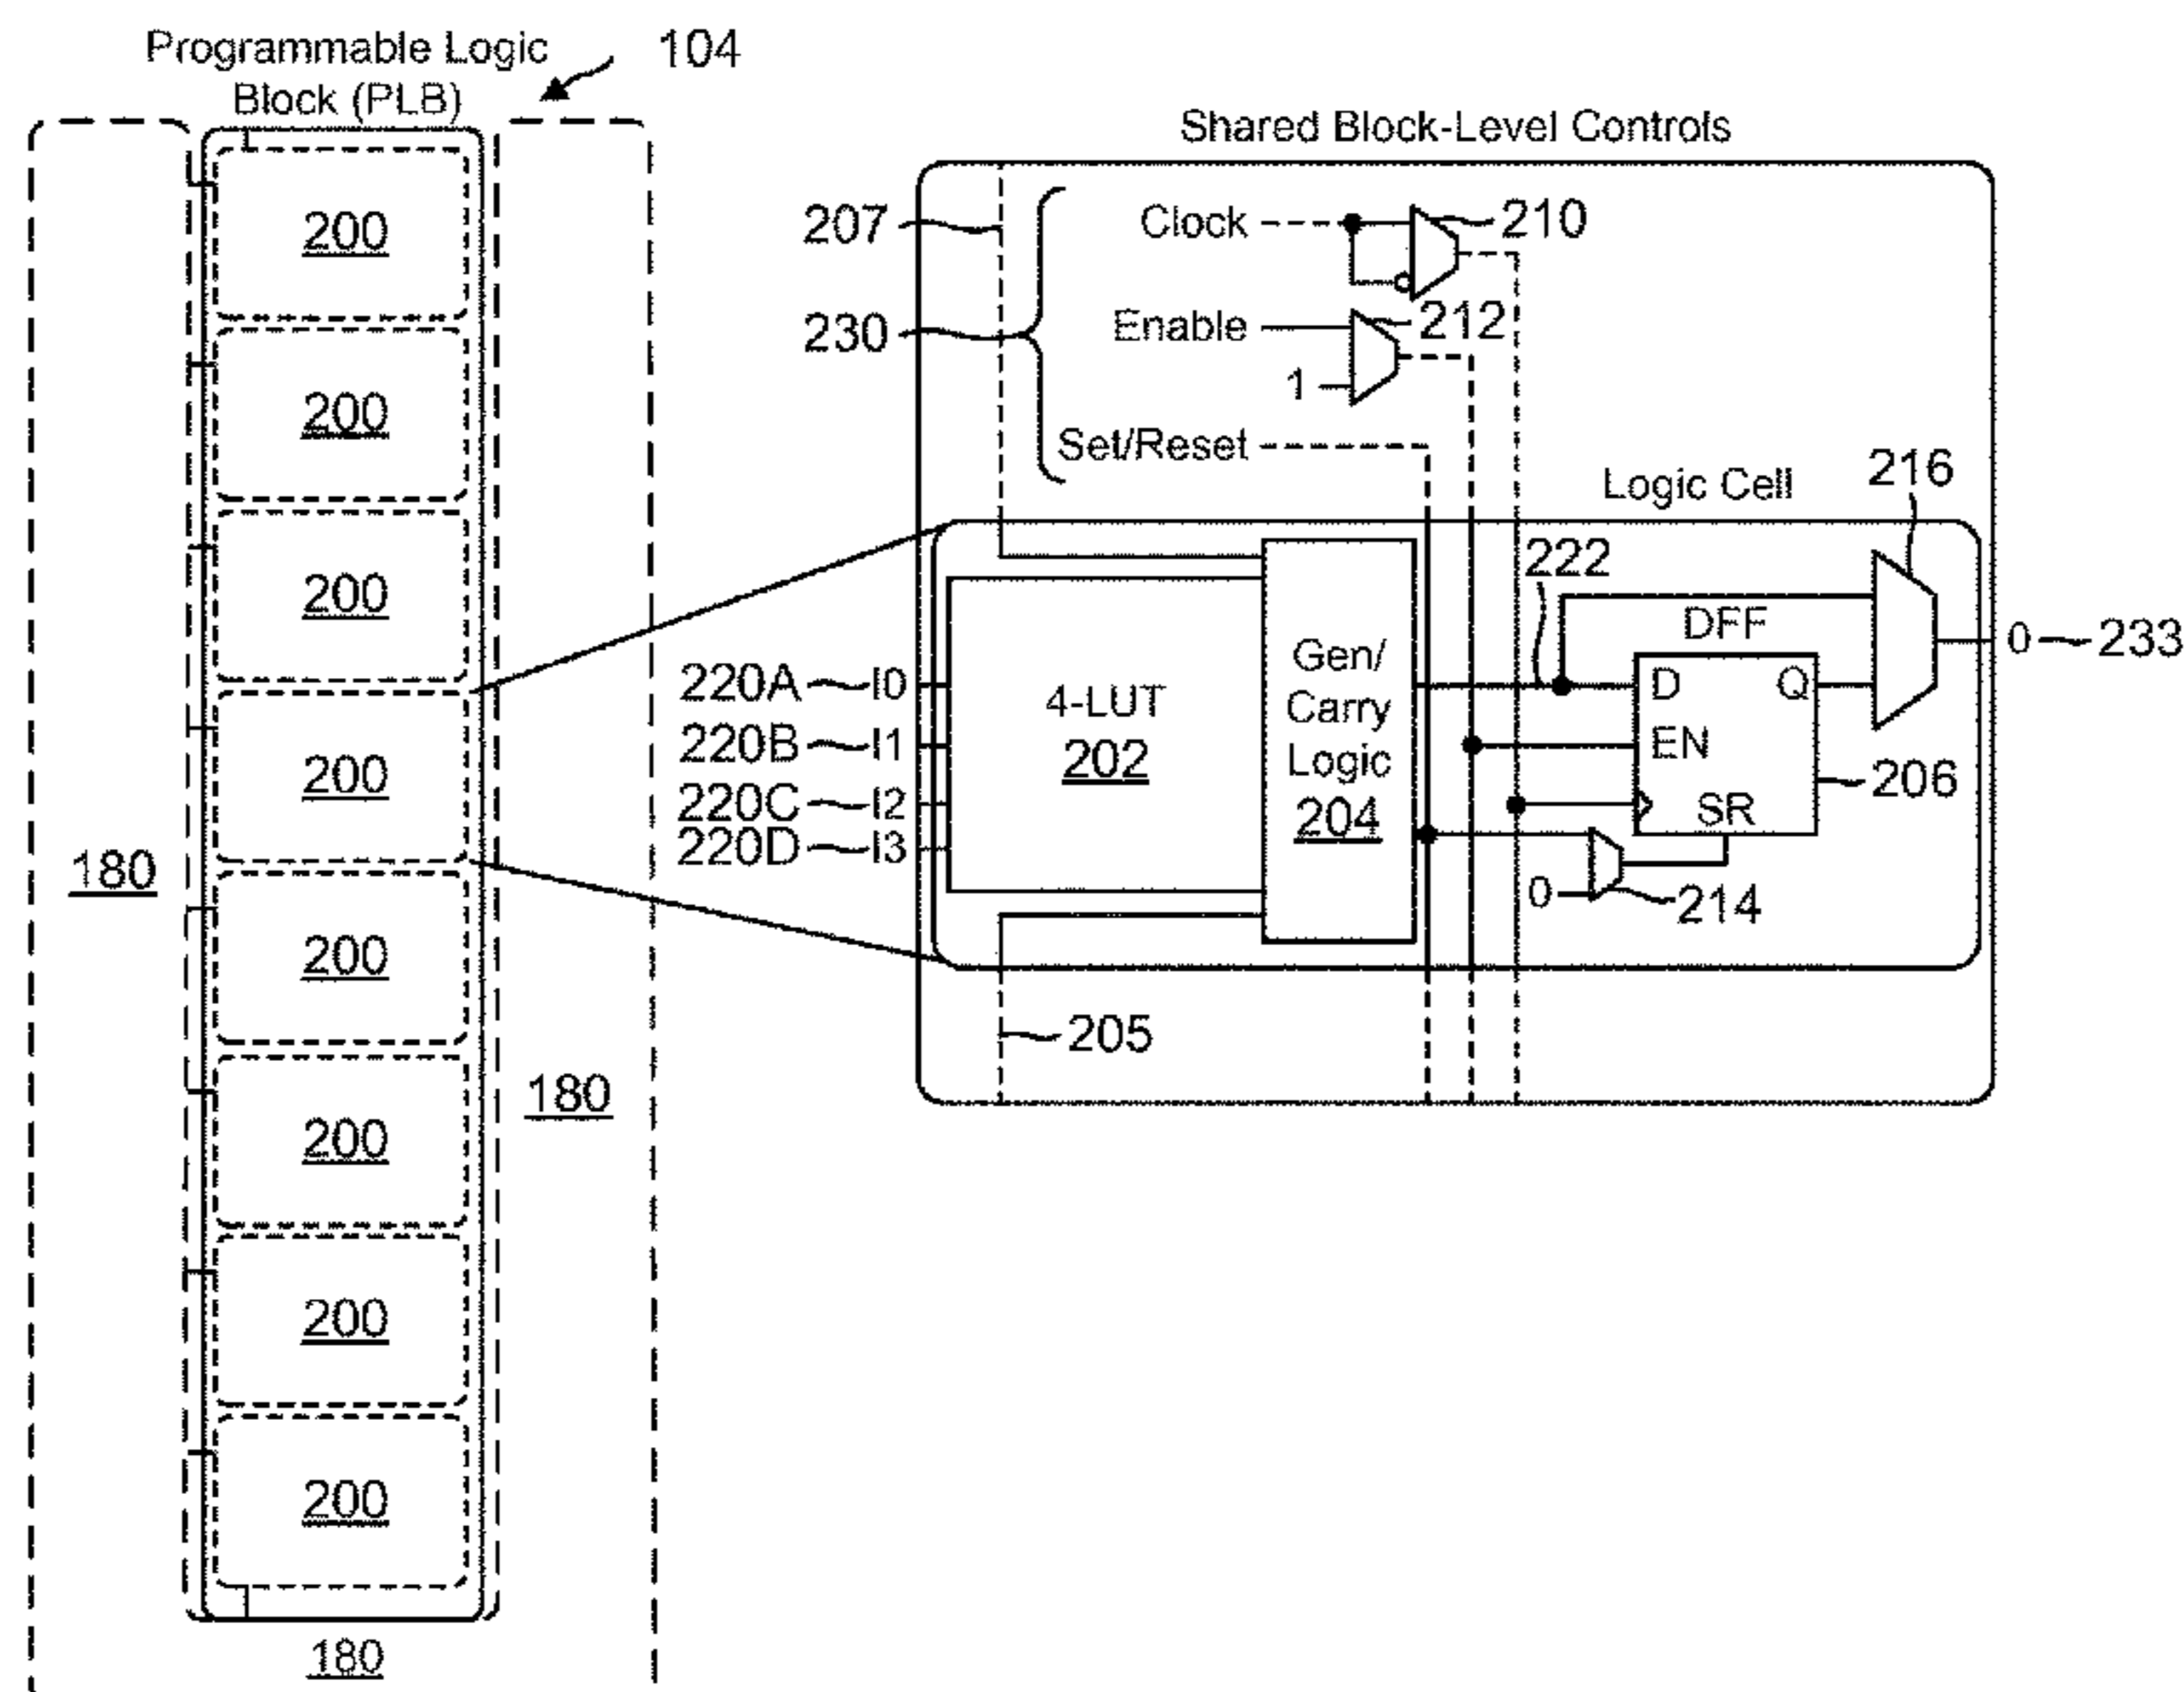 Programmable Logic
Block (PLB)
104
200
200
200
200
200
200
200
200
180
180
180
Shared Block-Level Controls
207
230
Clock
210
Enable
212
1
Set/Reset
Logic Cell
216
222
220A I0
220B I1
220C I2
220D I3
4-LUT
202
Gen/
Carry
Logic
204
DFF
D
Q
EN
SR
206
0
214
0
233
205